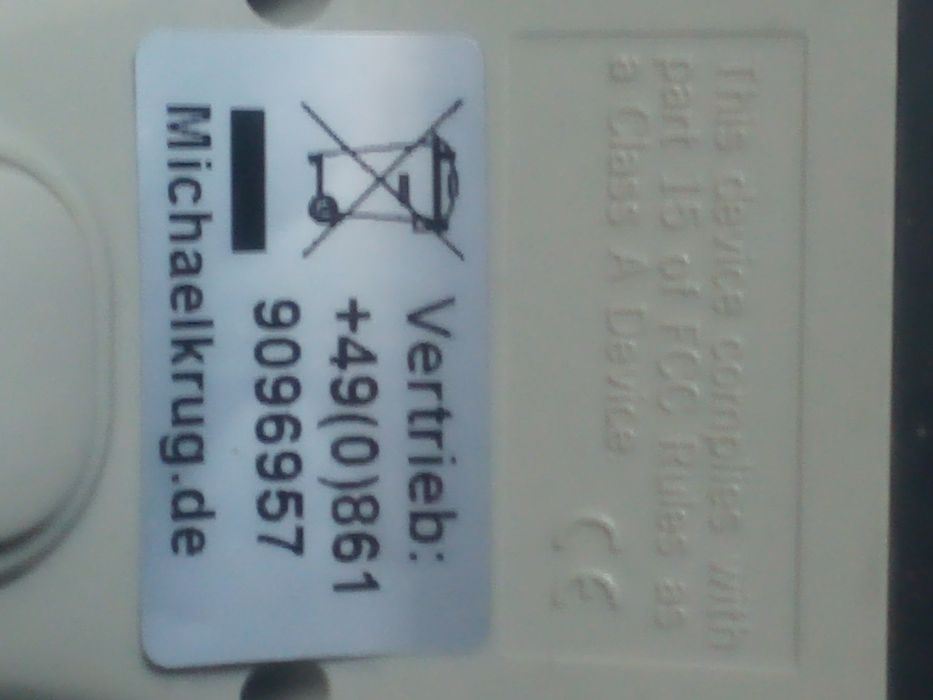 This device complies with
part 15 of FCC Rules as
a Class A Device
CE
Vertrieb:
+49(0)861
9096957
Michaelkrug.de